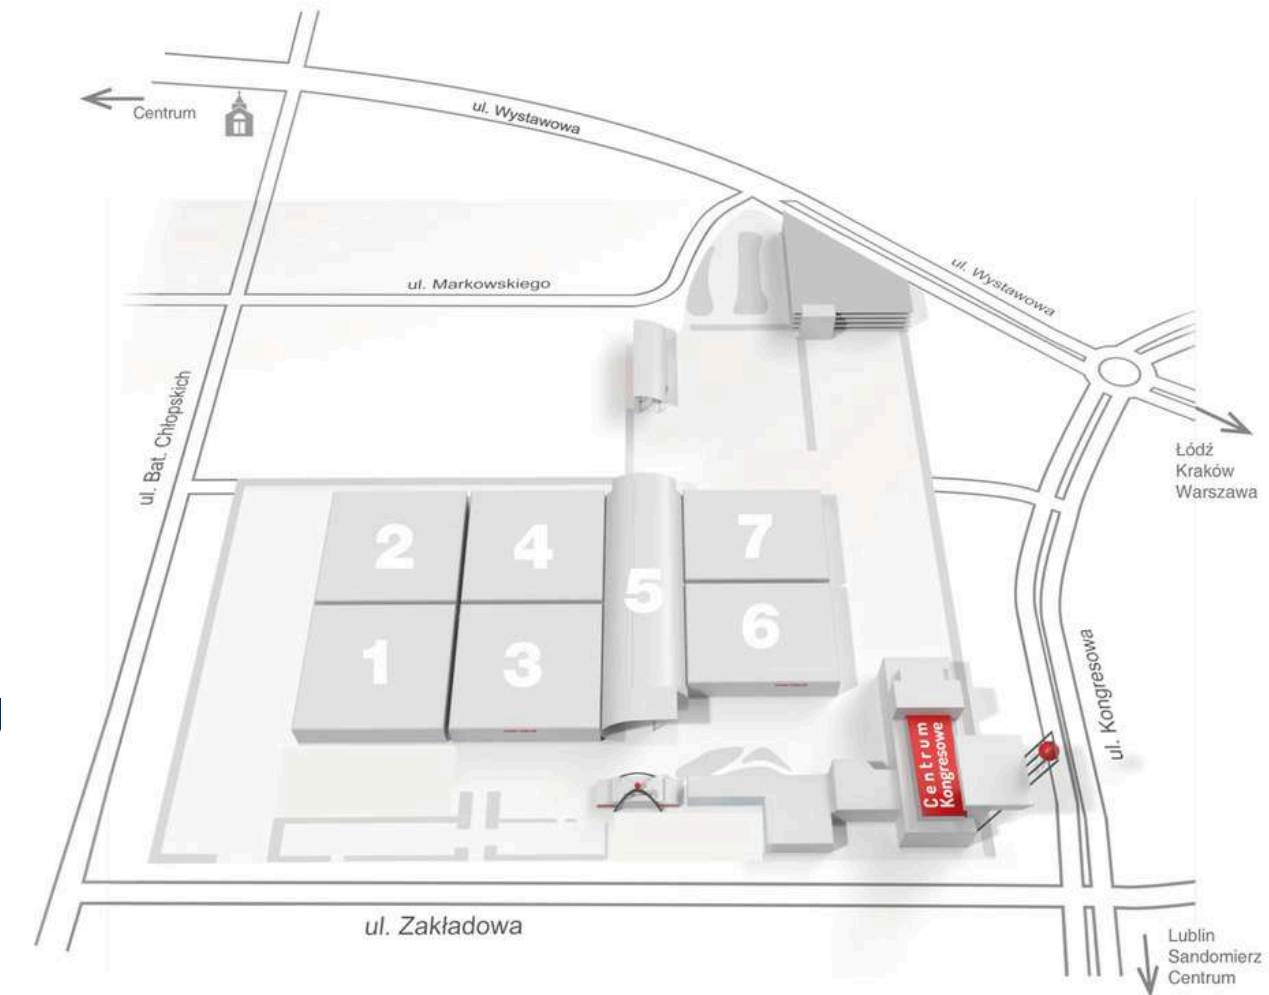 Centrum
ul. Wystawowa
ul. Markowskiego
ul. Wystawowa
ul. Bat. Chłopskich
Łódź
Kraków
Warszawa
2
4
5
7
1
3
6
ul. Kongresowa
Centrum
Kongresowe
ul. Zakładowa
Lublin
Sandomierz
Centrum